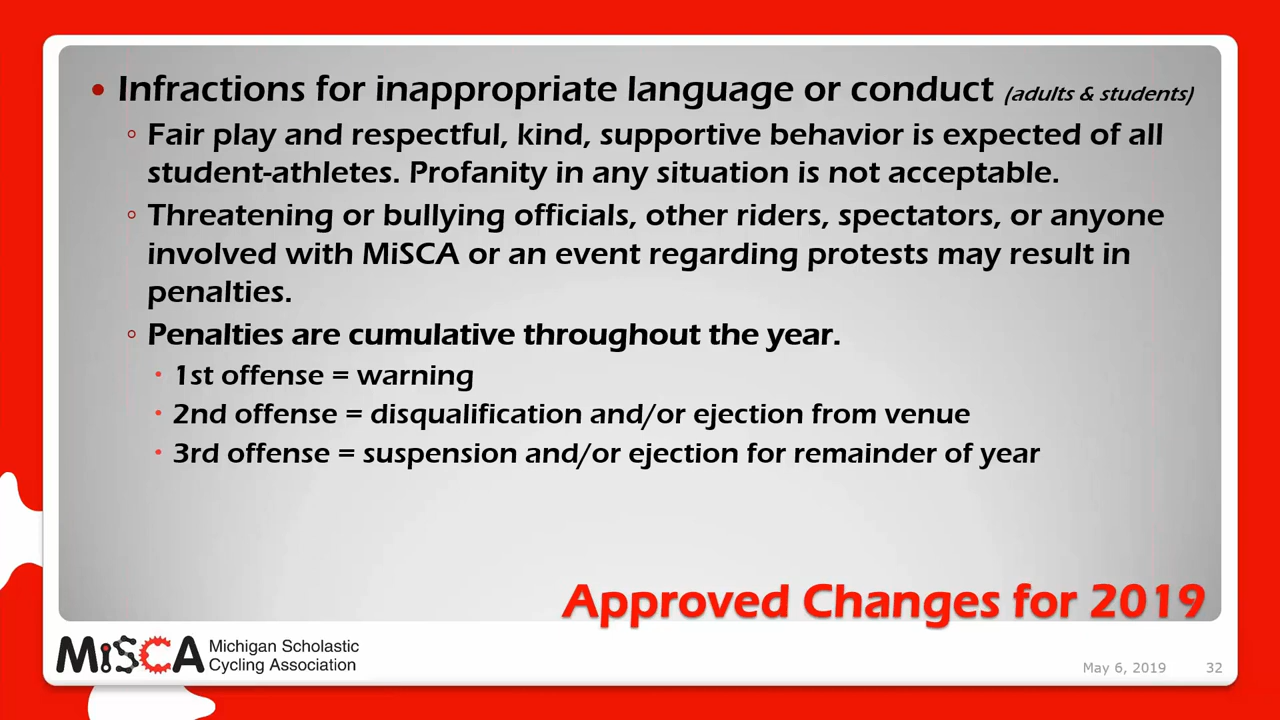 • Infractions for inappropriate language or conduct (adults & students)
◦ Fair play and respectful, kind, supportive behavior is expected of all
student-athletes. Profanity in any situation is not acceptable.
◦ Threatening or bullying officials, other riders, spectators, or anyone
involved with MiSCA or an event regarding protests may result in
penalties.
◦ Penalties are cumulative throughout the year.
• 1st offense = warning
• 2nd offense = disqualification and/or ejection from venue
• 3rd offense = suspension and/or ejection for remainder of year
Approved Changes for 2019
MiSCA Michigan Scholastic
Cycling Association
May 6, 2019 32